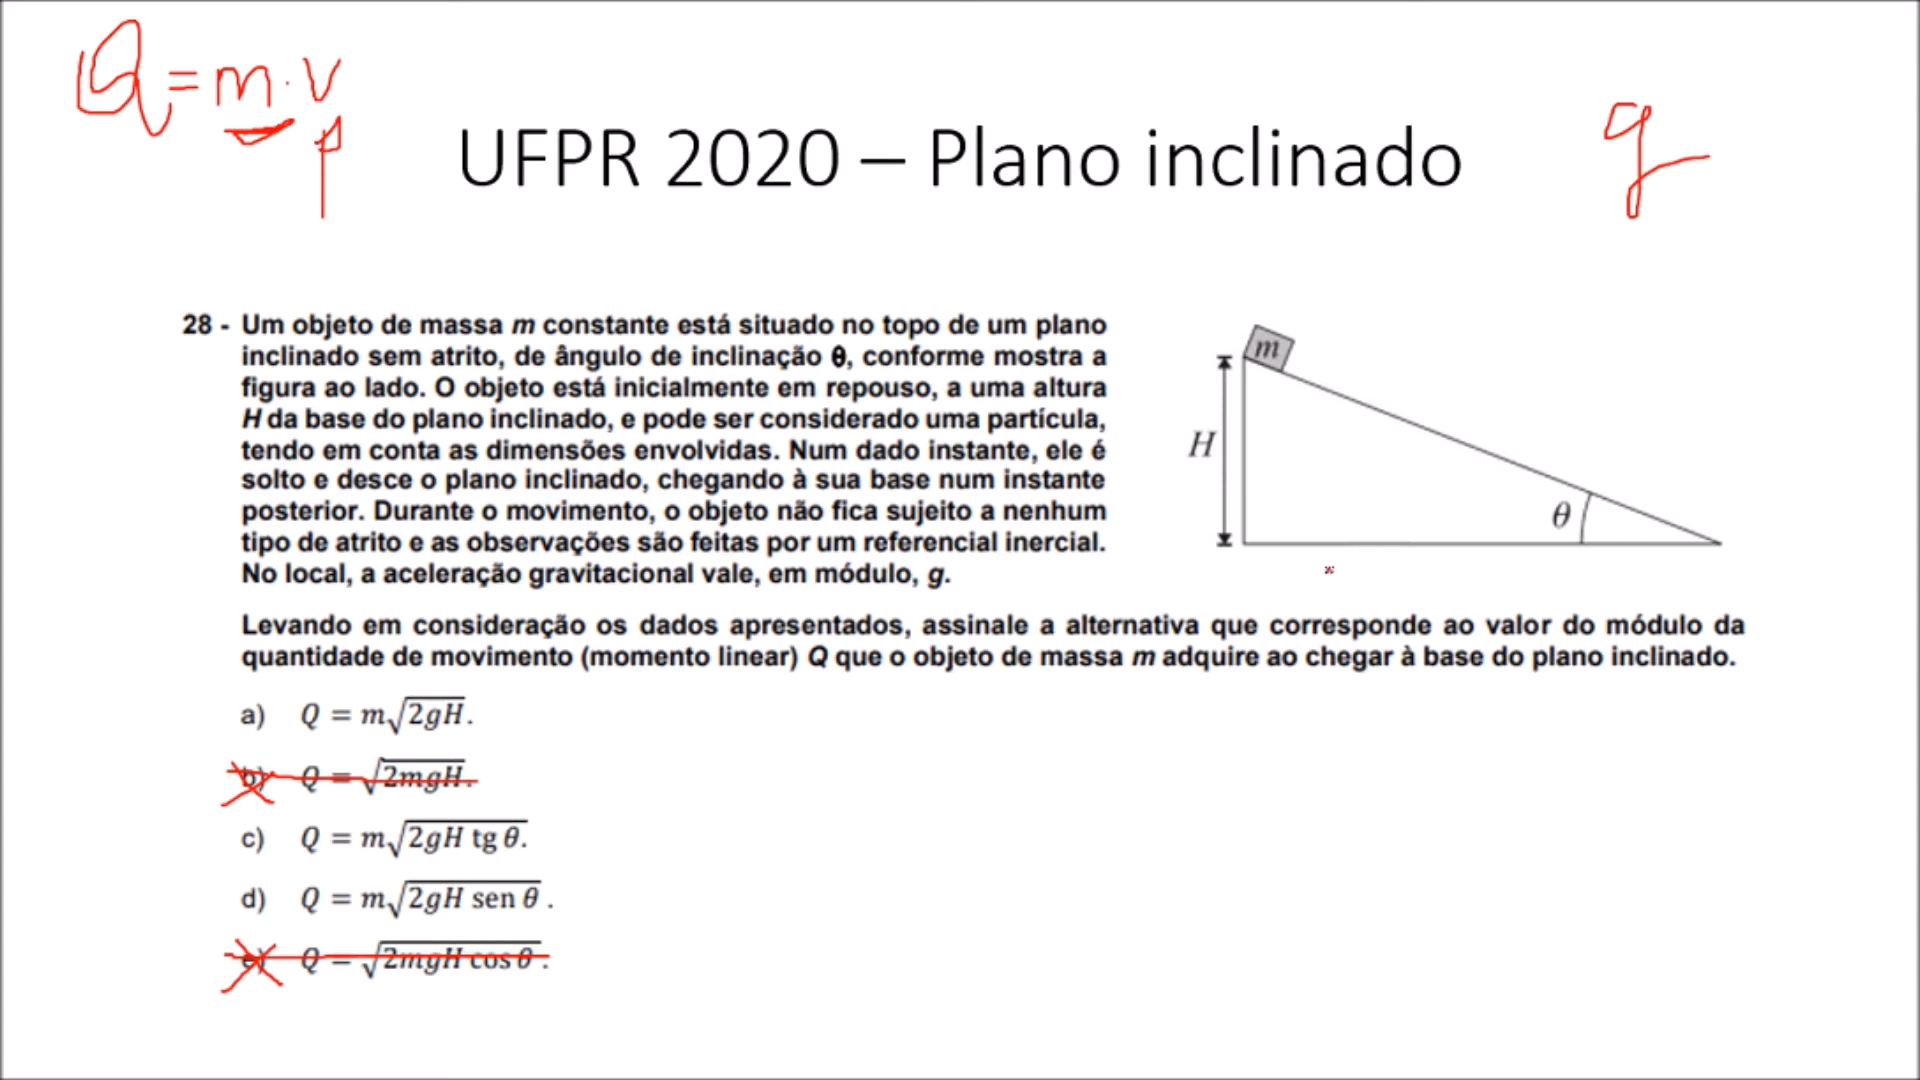 Q = m · v
UFPR 2020 – Plano inclinado
g
28 - Um objeto de massa m constante está situado no topo de um plano
inclinado sem atrito, de ângulo de inclinação θ, conforme mostra a
figura ao lado. O objeto está inicialmente em repouso, a uma altura
H da base do plano inclinado, e pode ser considerado uma partícula,
tendo em conta as dimensões envolvidas. Num dado instante, ele é
solto e desce o plano inclinado, chegando à sua base num instante
posterior. Durante o movimento, o objeto não fica sujeito a nenhum
tipo de atrito e as observações são feitas por um referencial inercial.
No local, a aceleração gravitacional vale, em módulo, g.
m
H
θ
Levando em consideração os dados apresentados, assinale a alternativa que corresponde ao valor do módulo da
quantidade de movimento (momento linear) Q que o objeto de massa m adquire ao chegar à base do plano inclinado.
a) Q = m√2gH.
b) Q = √2mgH.
c) Q = m√2gH tg θ.
d) Q = m√2gH sen θ .
e) Q = √2mgH cos θ .